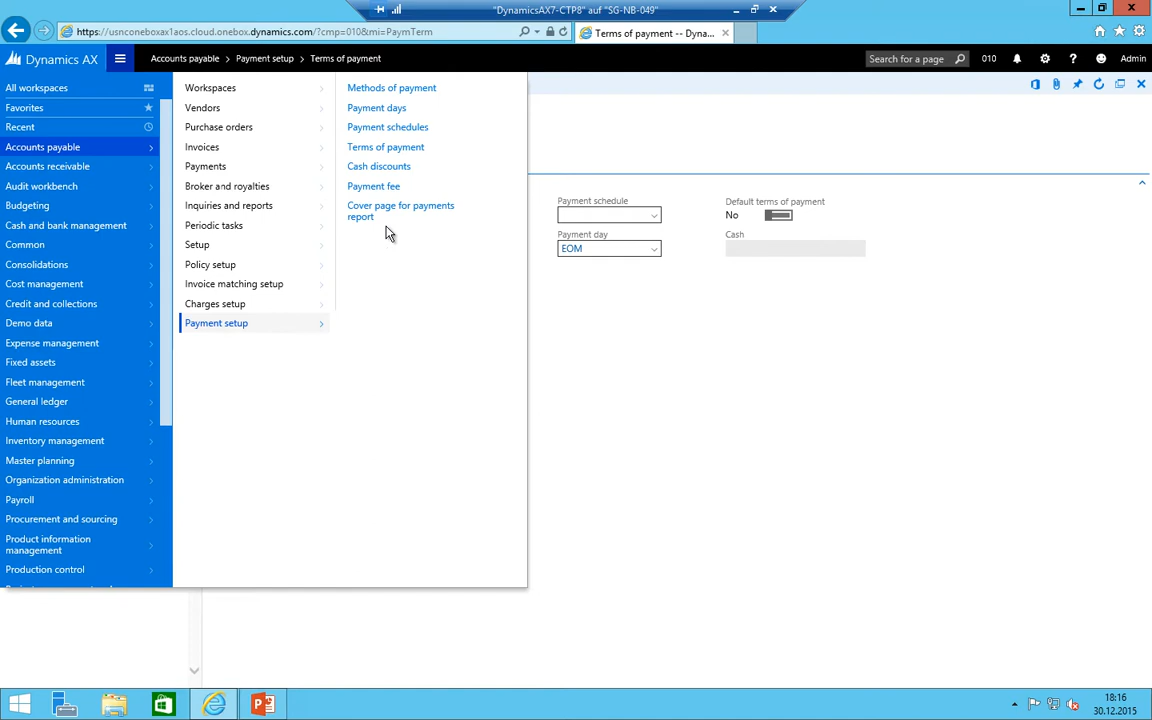 "DynamicsAX7-CTP8" auf "SG-NB-049"
https://usnconeboxax1aos.cloud.onebox.dynamics.com/?cmp=010&mi=PaymTerm
Terms of payment -- Dyna...
Dynamics AX
Accounts payable > Payment setup > Terms of payment
Search for a page
010
Admin
All workspaces
Favorites
Recent
Accounts payable
Accounts receivable
Audit workbench
Budgeting
Cash and bank management
Common
Consolidations
Cost management
Credit and collections
Demo data
Expense management
Fixed assets
Fleet management
General ledger
Human resources
Inventory management
Master planning
Organization administration
Payroll
Procurement and sourcing
Product information
management
Production control
Workspaces
Vendors
Purchase orders
Invoices
Payments
Broker and royalties
Inquiries and reports
Periodic tasks
Setup
Policy setup
Invoice matching setup
Charges setup
Payment setup
Methods of payment
Payment days
Payment schedules
Terms of payment
Cash discounts
Payment fee
Cover page for payments
report
Payment schedule
Payment day
EOM
Default terms of payment
No
Cash
18:16
30.12.2015